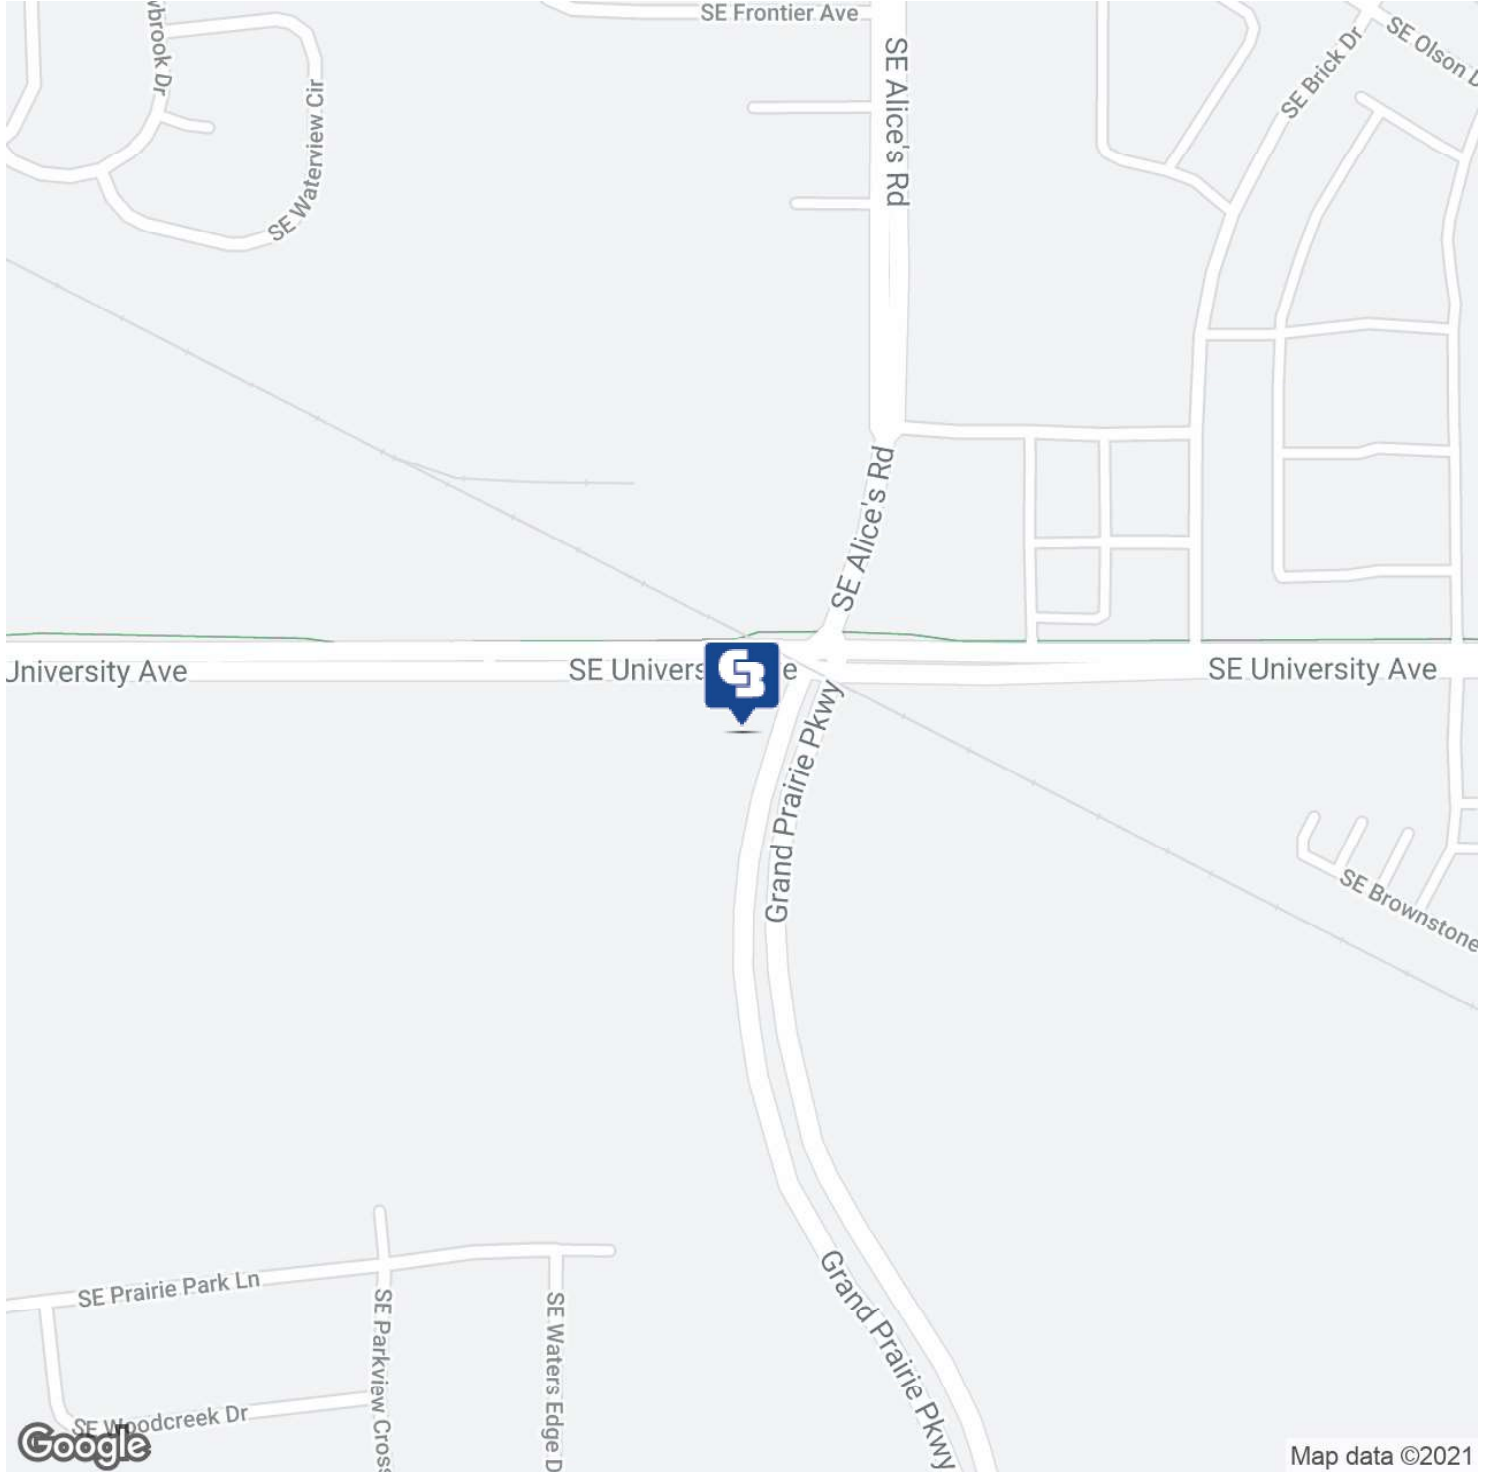 SE Frontier Ave
wbrook Dr
SE Alice's Rd
SE Brick Dr
SE Olson D
SE Waterview Cir
SE Alice's Rd
University Ave
SE Univers
e
CB
SE University Ave
Grand Prairie Pkwy
SE Brownstone
SE Prairie Park Ln
SE Parkview Cross
SE Waters Edge D
Grand Prairie Pkwy
SE Woodcreek Dr
Google
Map data ©2021